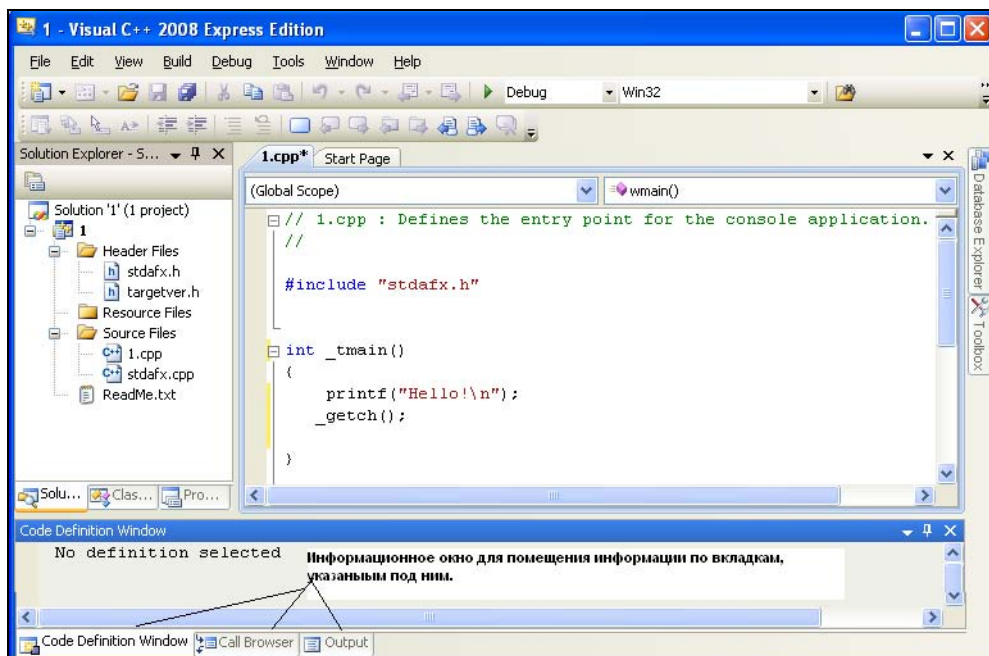 1 - Visual C++ 2008 Express Edition
File Edit View Build Debug Tools Window Help
Debug Win32
Solution Explorer - S...
1.cpp* Start Page
(Global Scope) wmain()
Solution '1' (1 project)
1
Header Files
stdafx.h
targetver.h
Resource Files
Source Files
1.cpp
stdafx.cpp
ReadMe.txt
Solu... Clas... Pro...
// 1.cpp : Defines the entry point for the console application.
//
#include "stdafx.h"
int _tmain()
{
printf("Hello!\n");
_getch();
}
Database Explorer
Toolbox
Code Definition Window
No definition selected
Информационное окно для помещения информации по вкладкам,
указаныым под ним.
Code Definition Window Call Browser Output